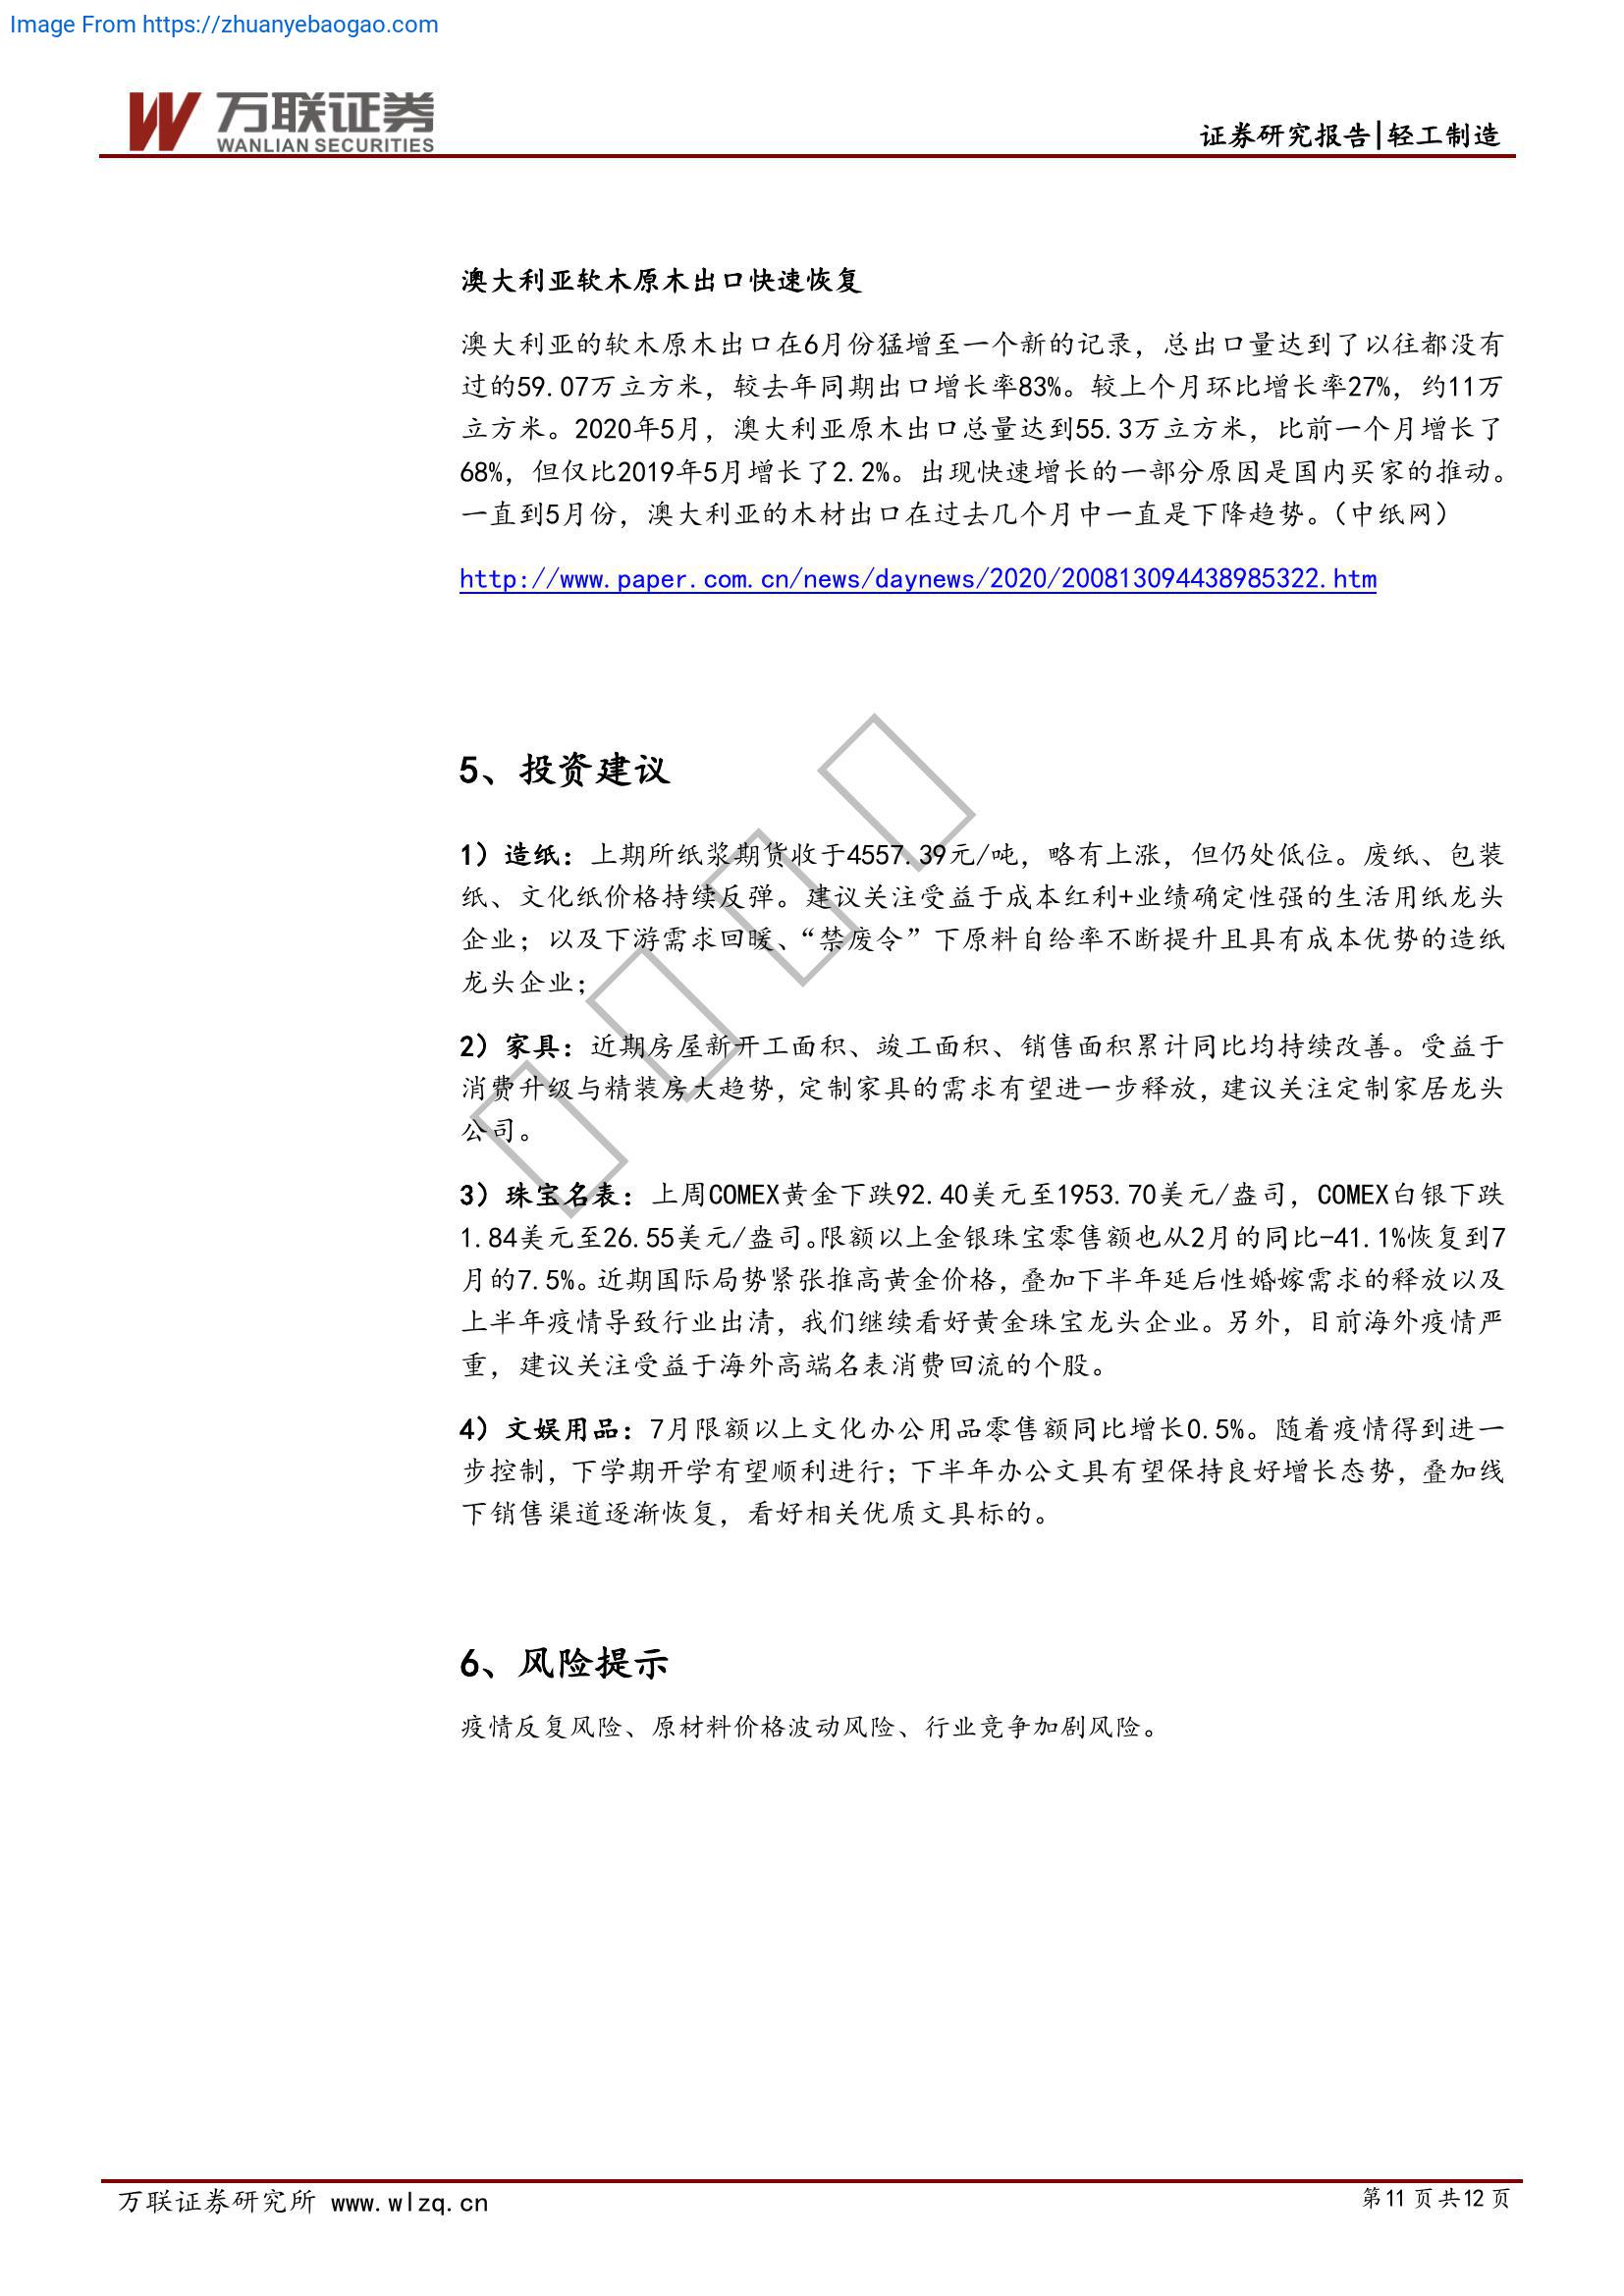 Image From https://zhuanyebaogao.com
万联证券
WANLIAN SECURITIES
证券研究报告|轻工制造
澳大利亚软木原木出口快速恢复
澳大利亚的软木原木出口在6月份猛增至一个新的记录，总出口量达到了以往都没有
过的59.07万立方米，较去年同期出口增长率83%。较上个月环比增长率27%，约11万
立方米。2020年5月，澳大利亚原木出口总量达到55.3万立方米，比前一个月增长了
68%，但仅比2019年5月增长了2.2%。出现快速增长的一部分原因是国内买家的推动。
一直到5月份，澳大利亚的木材出口在过去几个月中一直是下降趋势。（中纸网）
http://www.paper.com.cn/news/daynews/2020/200813094438985322.htm
5、投资建议
1）造纸：上期所纸浆期货收于4557.39元/吨，略有上涨，但仍处低位。废纸、包装
纸、文化纸价格持续反弹。建议关注受益于成本红利+业绩确定性强的生活用纸龙头
企业；以及下游需求回暖、“禁废令”下原料自给率不断提升且具有成本优势的造纸
龙头企业；
2）家具：近期房屋新开工面积、竣工面积、销售面积累计同比均持续改善。受益于
消费升级与精装房大趋势，定制家具的需求有望进一步释放，建议关注定制家居龙头
公司。
3）珠宝名表：上周COMEX黄金下跌92.40美元至1953.70美元/盎司，COMEX白银下跌
1.84美元至26.55美元/盎司。限额以上金银珠宝零售额也从2月的同比-41.1%恢复到7
月的7.5%。近期国际局势紧张推高黄金价格，叠加下半年延后性婚嫁需求的释放以及
上半年疫情导致行业出清，我们继续看好黄金珠宝龙头企业。另外，目前海外疫情严
重，建议关注受益于海外高端名表消费回流的个股。
4）文娱用品：7月限额以上文化办公用品零售额同比增长0.5%。随着疫情得到进一
步控制，下学期开学有望顺利进行；下半年办公文具有望保持良好增长态势，叠加线
下销售渠道逐渐恢复，看好相关优质文具标的。
6、风险提示
疫情反复风险、原材料价格波动风险、行业竞争加剧风险。
万联证券研究所 www.wlzq.cn
第11 页 共12 页